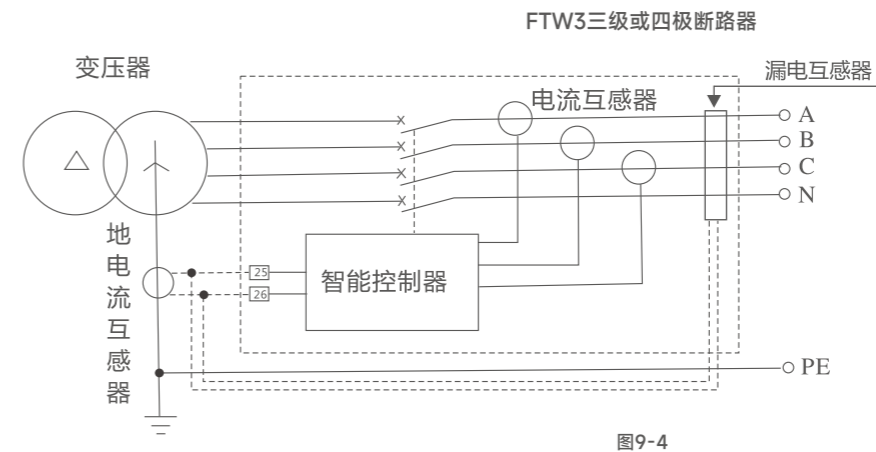 FTW3三级或四极断路器
变压器
漏电互感器
电流互感器
A
B
C
N
地电流互感器
25
26
智能控制器
PE
图9-4